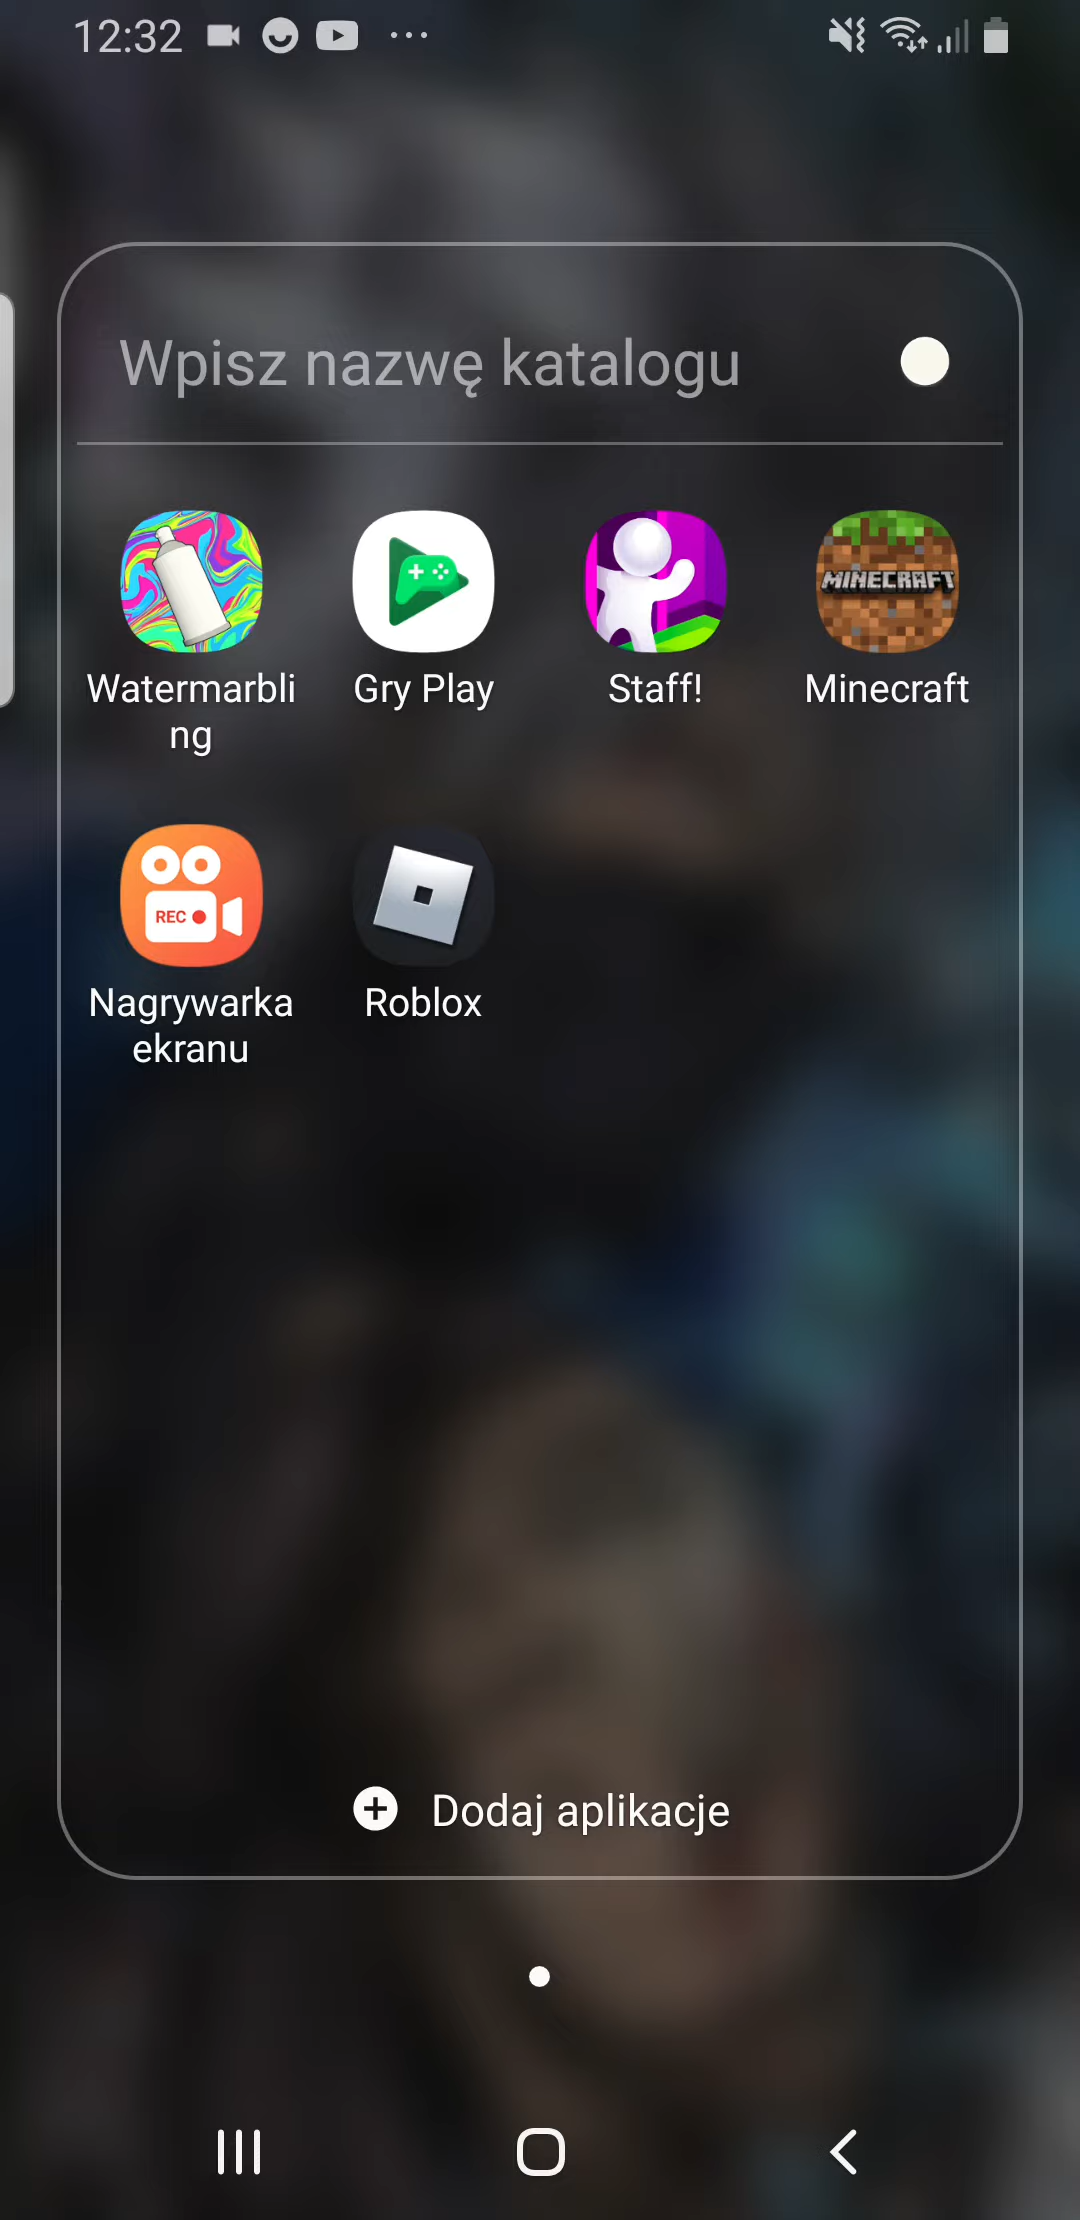 12:32
Wpisz nazwę katalogu
MINECRAFT
Watermarbli
ng
Gry Play
Staff!
Minecraft
REC
Nagrywarka
ekranu
Roblox
Dodaj aplikacje